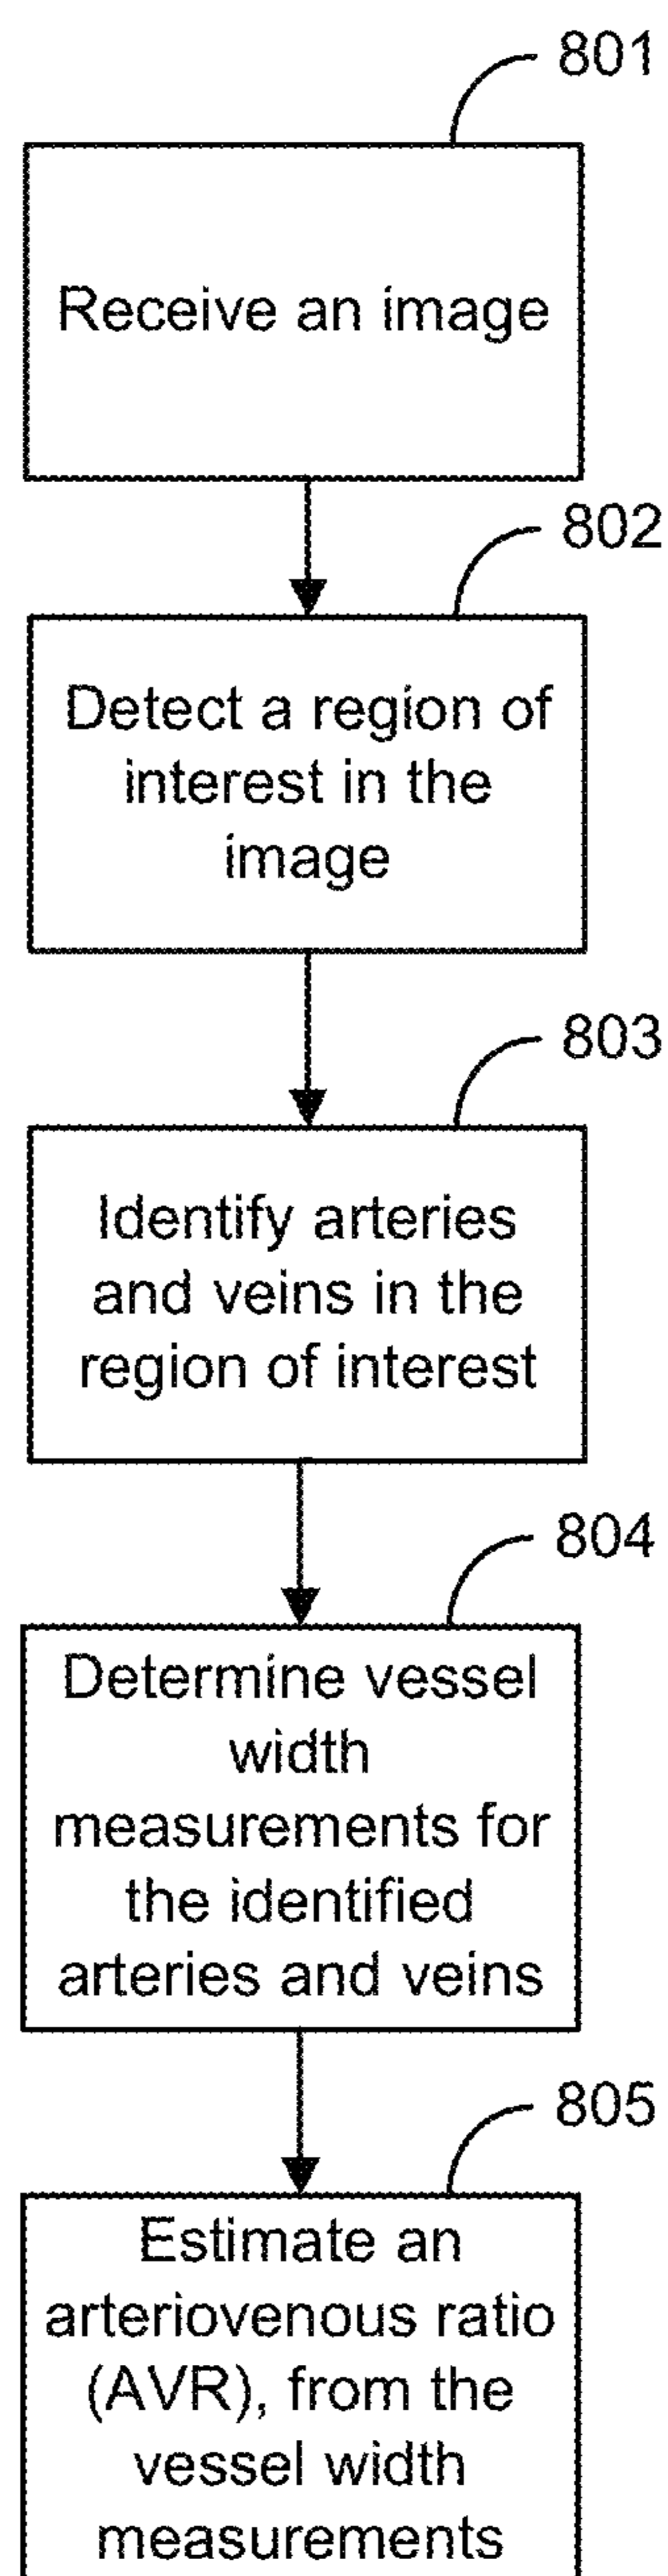 801
Receive an image
802
Detect a region of
interest in the
image
803
Identify arteries
and veins in the
region of interest
804
Determine vessel
width
measurements for
the identified
arteries and veins
805
Estimate an
arteriovenous ratio
(AVR), from the
vessel width
measurements